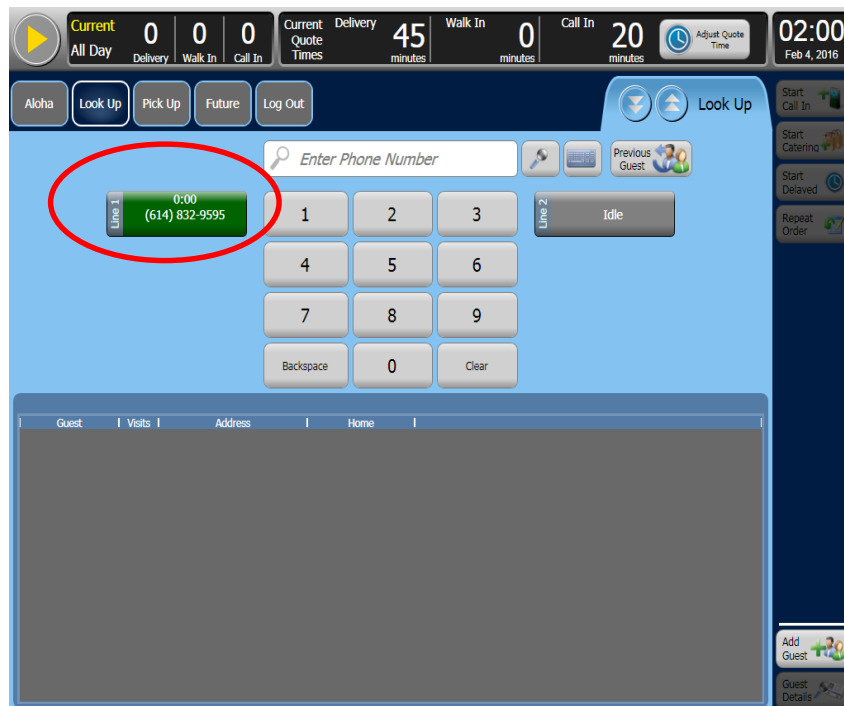 Current
All Day
0 Delivery
0 Walk In
0 Call In
Current
Quote
Times
Delivery 45 minutes
Walk In 0 minutes
Call In 20 minutes
Adjust Quote
Time
02:00
Feb 4, 2016
Aloha Look Up Pick Up Future Log Out
Look Up
Start
Call In
Start
Catering
Start
Delayed
Repeat
Order
Enter Phone Number
Previous
Guest
Line 1
0:00
(614) 832-9595
1 2 3
Line 2
Idle
4 5 6
7 8 9
Backspace 0 Clear
Guest Visits Address Home
Add
Guest
Guest
Details